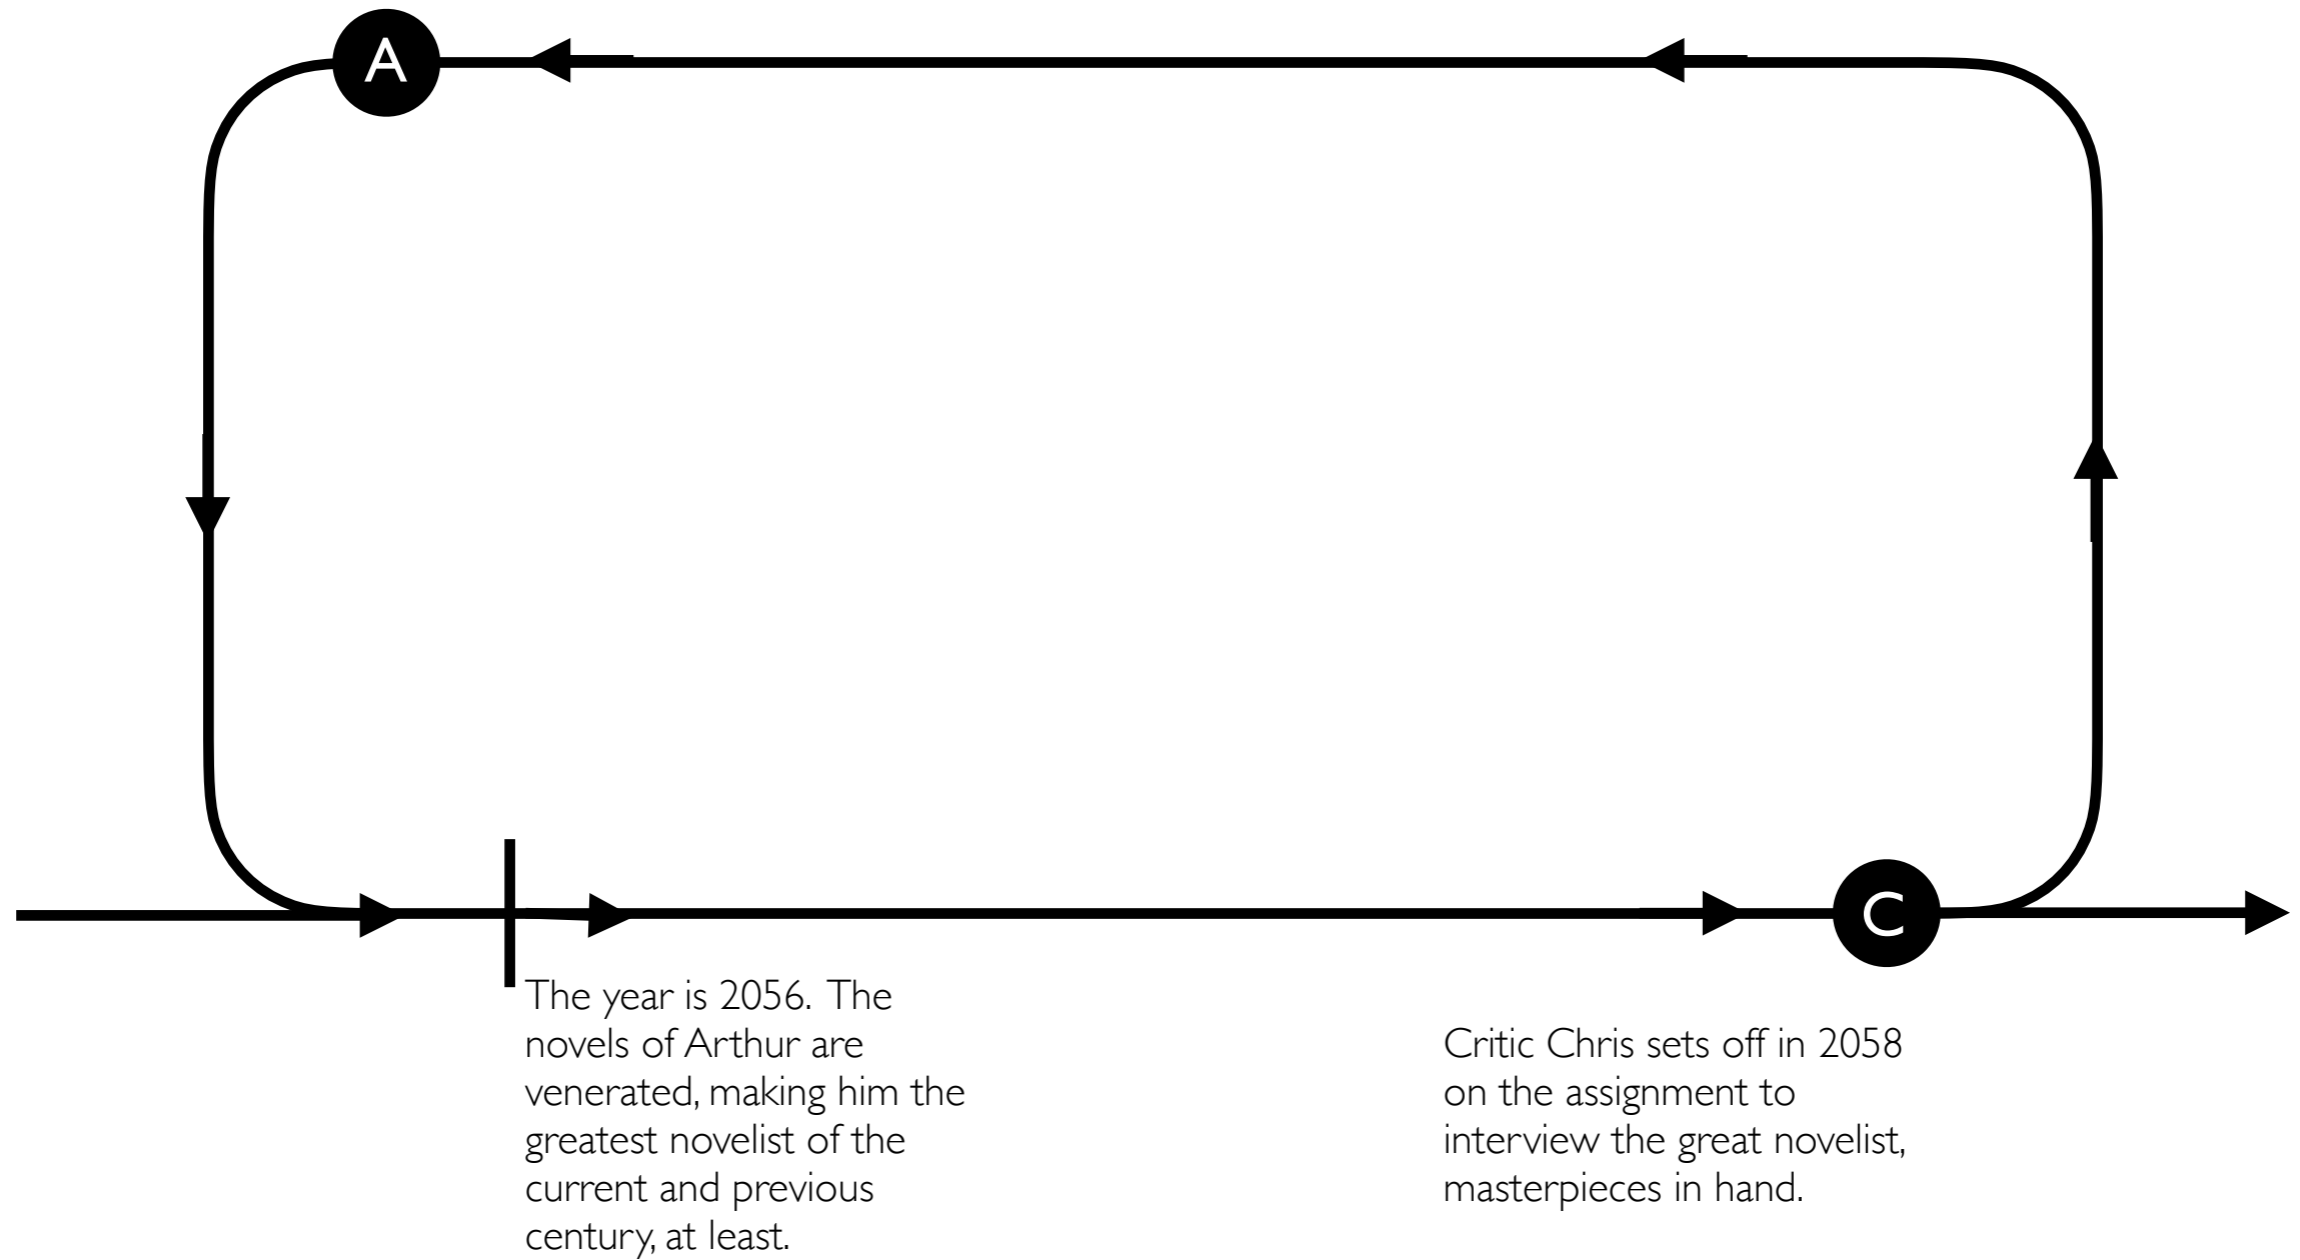 A
C
The year is 2056. The
novels of Arthur are
venerated, making him the
greatest novelist of the
current and previous
century, at least.
Critic Chris sets off in 2058
on the assignment to
interview the great novelist,
masterpieces in hand.